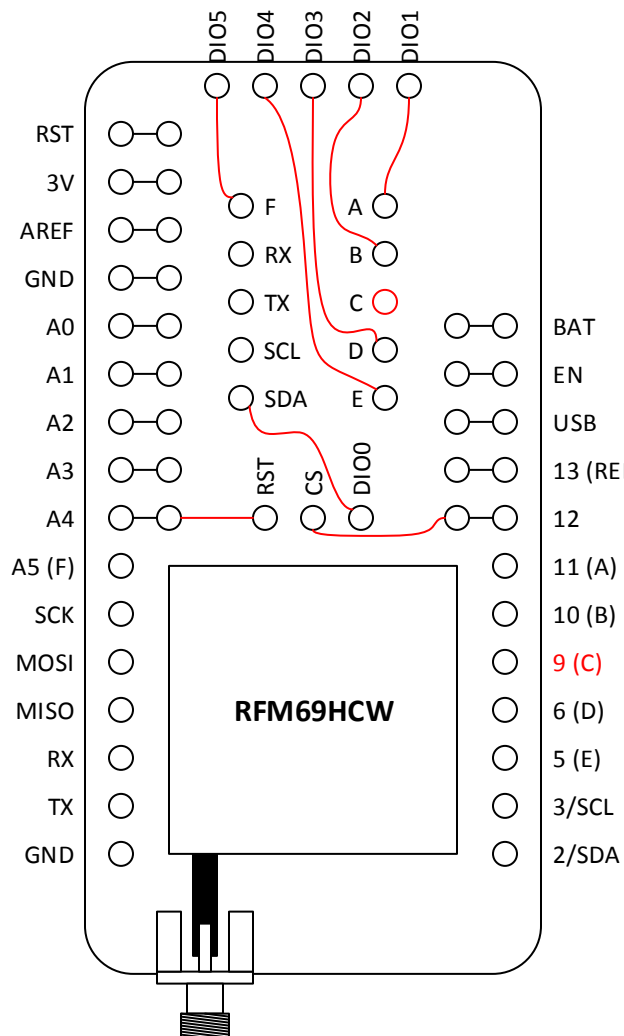 DIO5
DIO4
DIO3
DIO2
DIO1
RST
3V
AREF
GND
A0
A1
A2
A3
A4
A5 (F)
SCK
MOSI
MISO
RX
TX
GND
F
RX
TX
SCL
SDA
A
B
C
D
E
RST
CS
DIO0
BAT
EN
USB
13 (RE
12
11 (A)
10 (B)
9 (C)
6 (D)
5 (E)
3/SCL
2/SDA
RFM69HCW